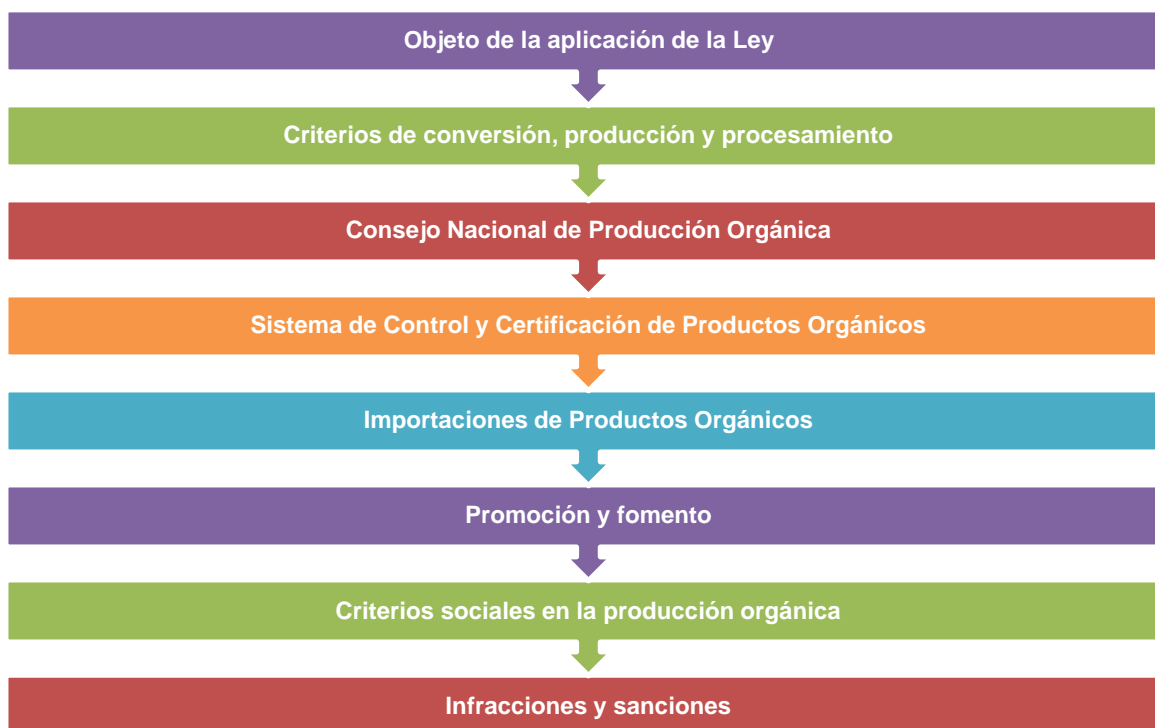 Objeto de la aplicación de la Ley
Criterios de conversión, producción y procesamiento
Consejo Nacional de Producción Orgánica
Sistema de Control y Certificación de Productos Orgánicos
Importaciones de Productos Orgánicos
Promoción y fomento
Criterios sociales en la producción orgánica
Infracciones y sanciones